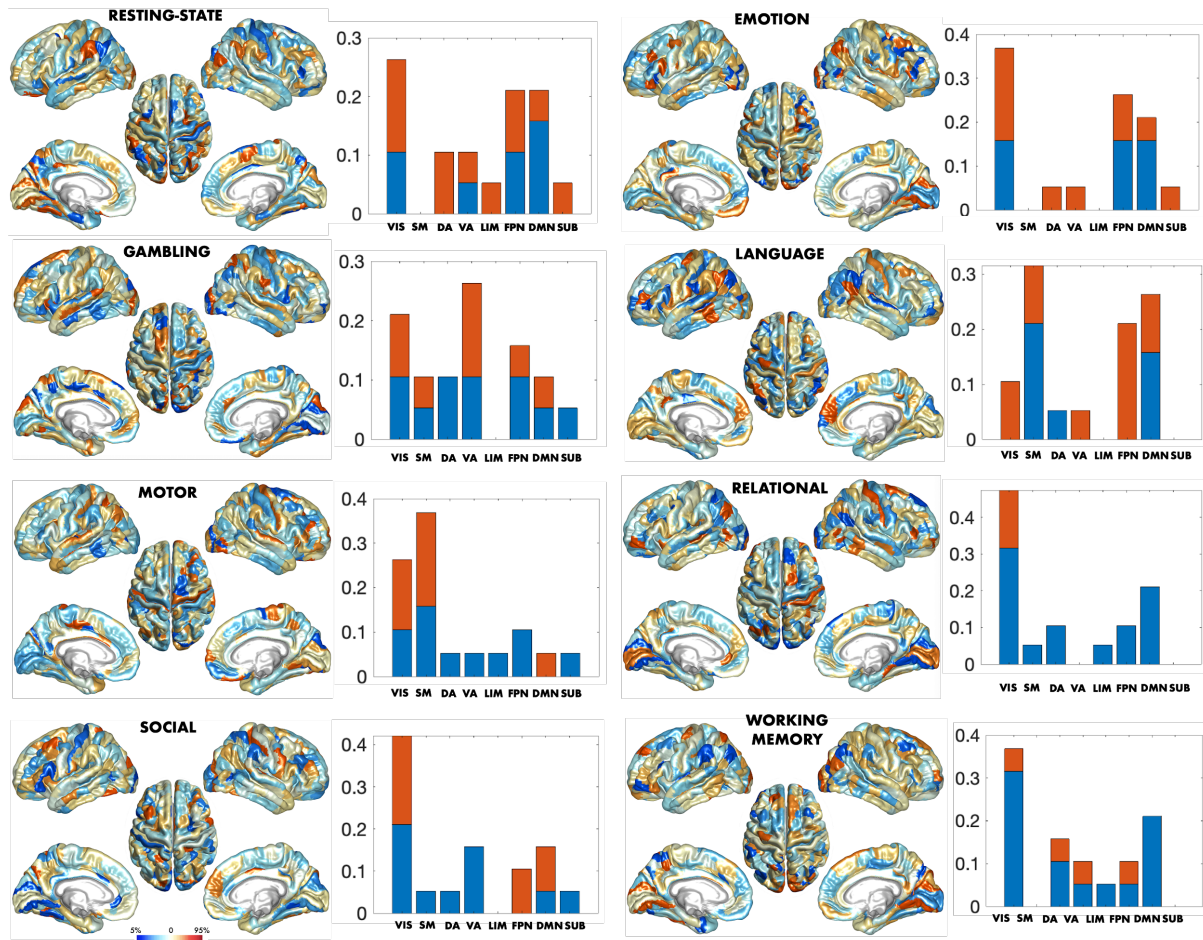 RESTING-STATE
0.3
0.2
0.1
0
VIS SM DA VA LIM FPN DMN SUB
EMOTION
0.4
0.3
0.2
0.1
0
VIS SM DA VA LIM FPN DMN SUB
GAMBLING
0.3
0.2
0.1
0
VIS SM DA VA LIM FPN DMN SUB
LANGUAGE
0.3
0.2
0.1
0
VIS SM DA VA LIM FPN DMN SUB
MOTOR
0.4
0.3
0.2
0.1
0
VIS SM DA VA LIM FPN DMN SUB
RELATIONAL
0.4
0.3
0.2
0.1
0
VIS SM DA VA LIM FPN DMN SUB
SOCIAL
5% 0 95%
0.4
0.3
0.2
0.1
0
VIS SM DA VA LIM FPN DMN SUB
WORKING
MEMORY
0.4
0.3
0.2
0.1
0
VIS SM DA VA LIM FPN DMN SUB